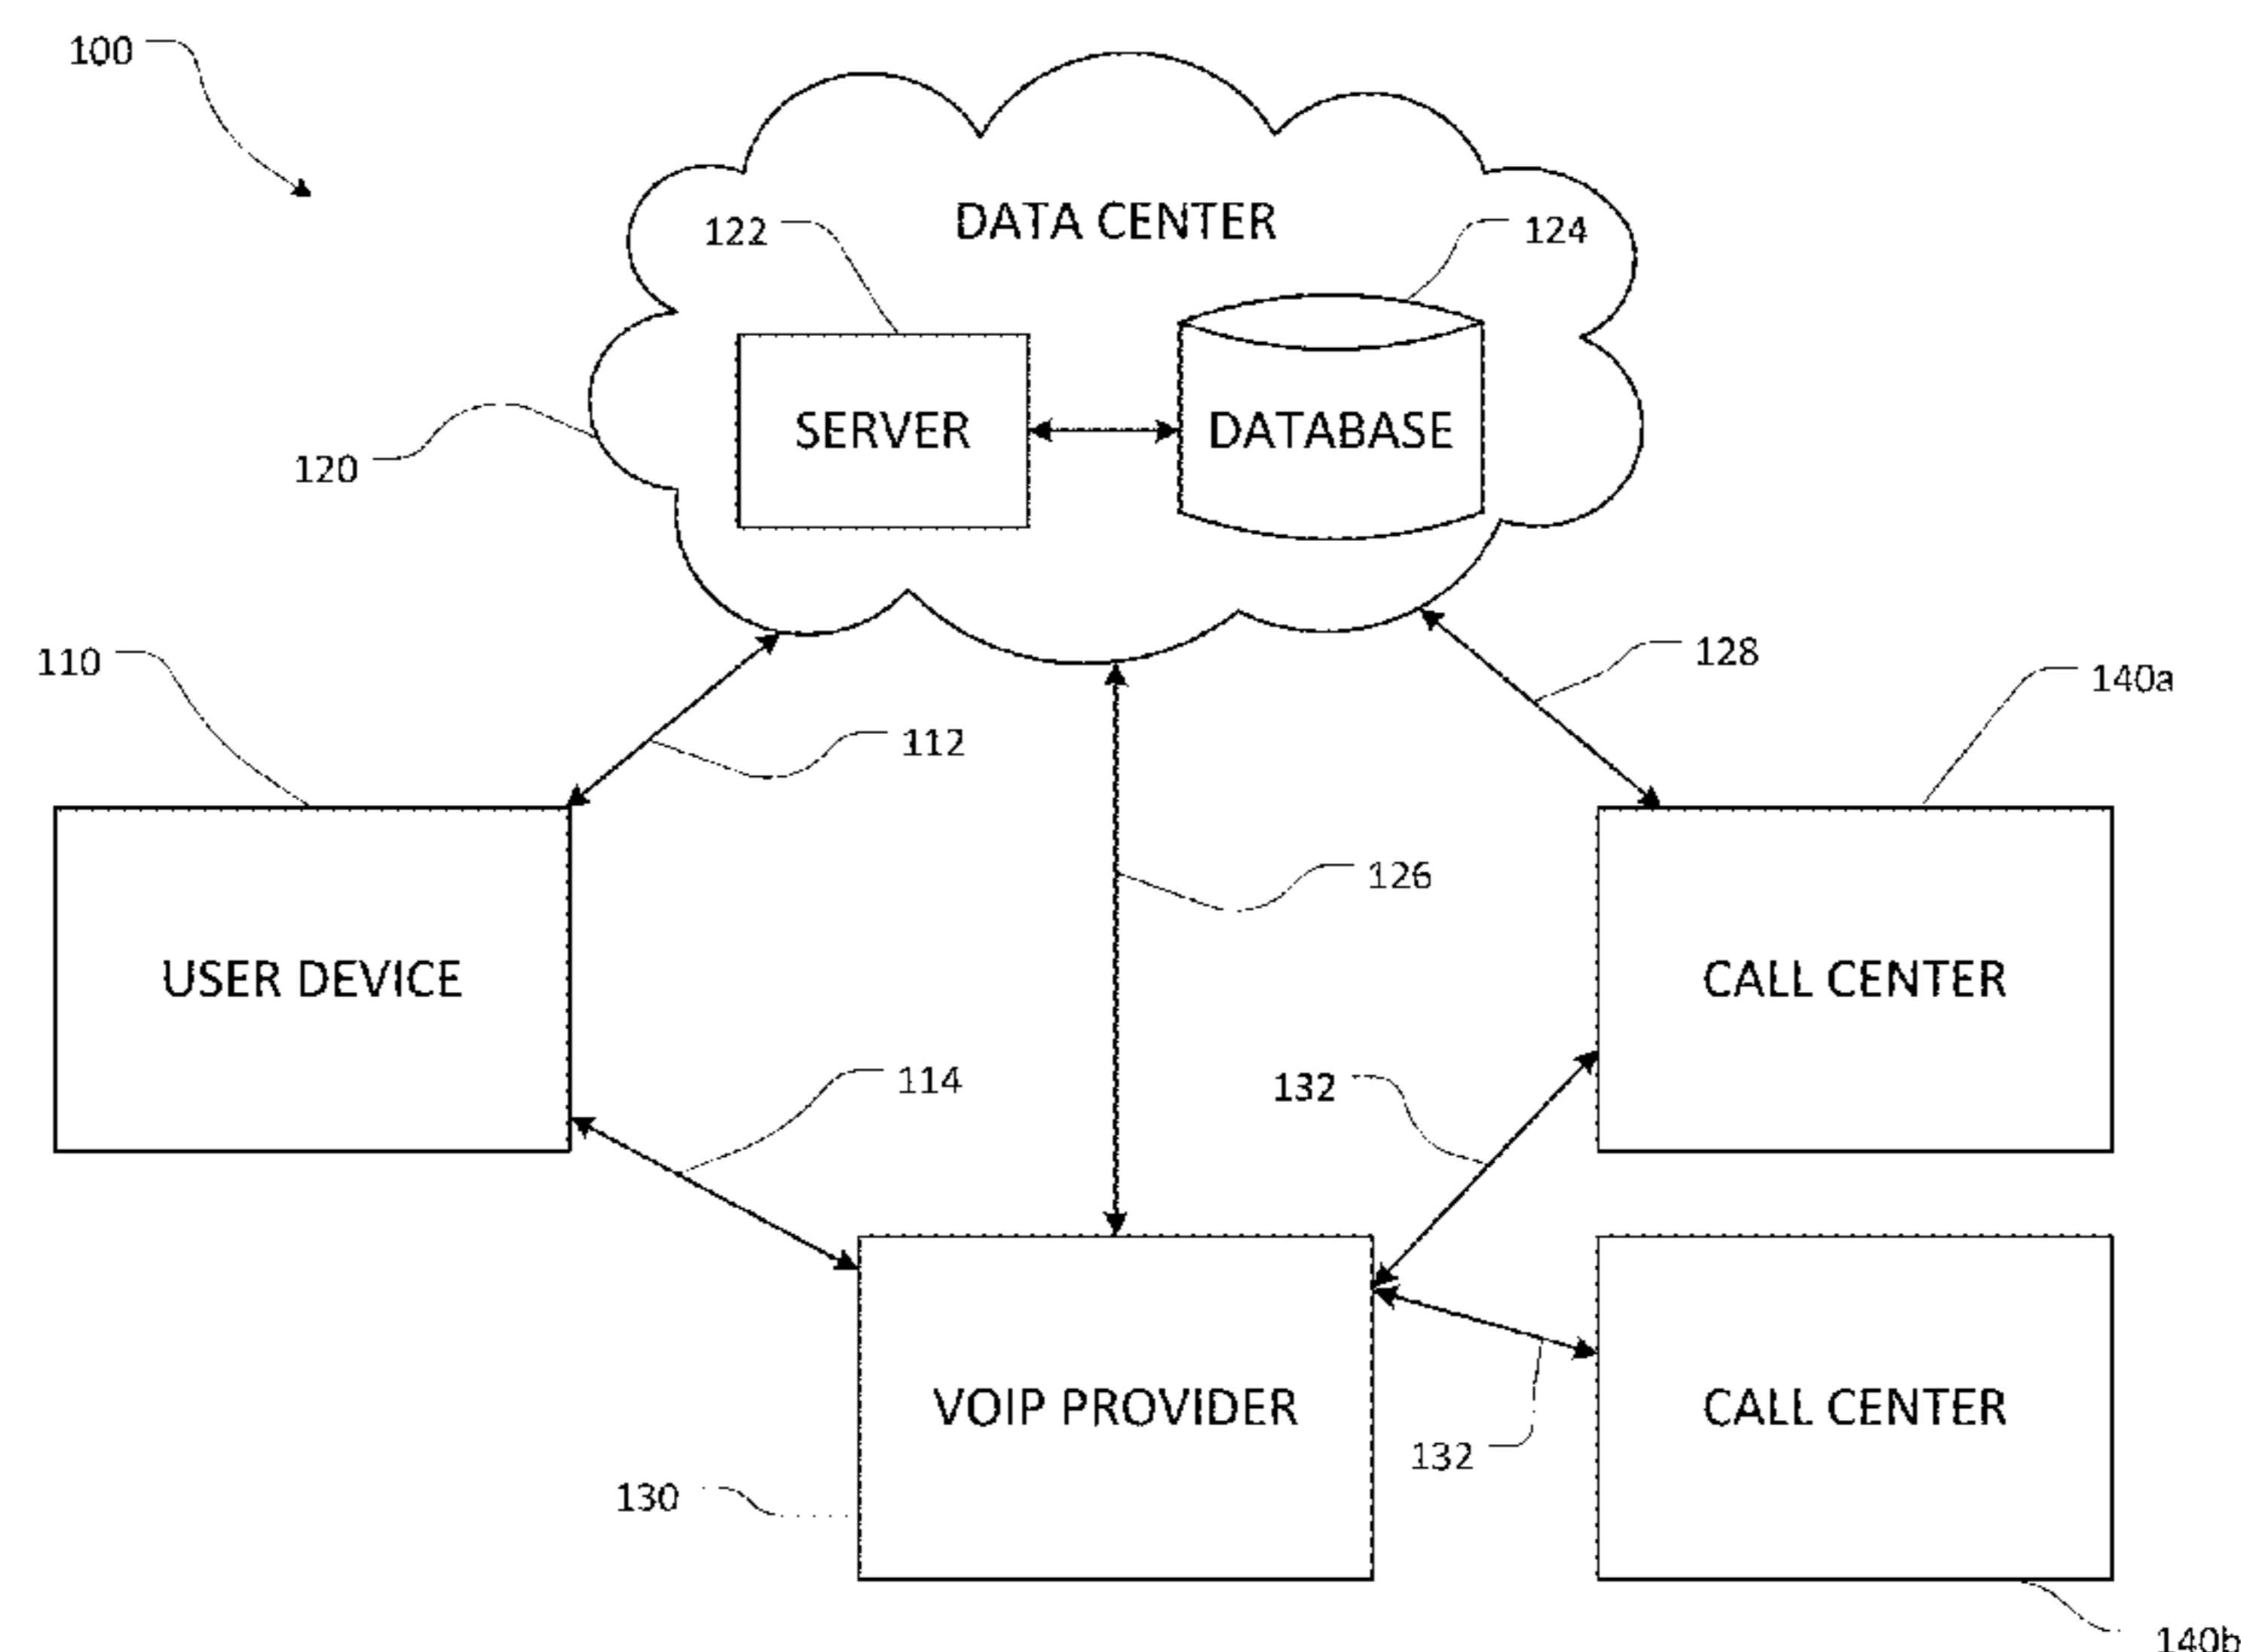 100
DATA CENTER
122
124
SERVER
DATABASE
120
110
128
140a
112
126
USER DEVICE
CALL CENTER
114
132
VOIP PROVIDER
CALL CENTER
132
130
140b